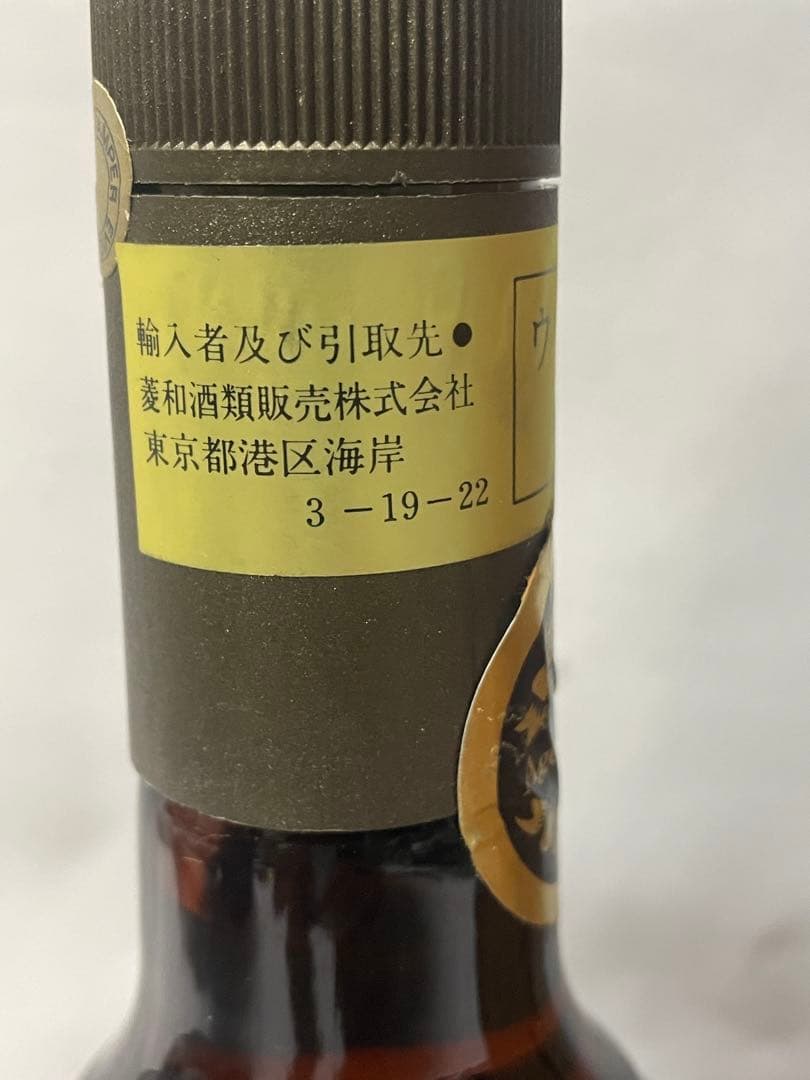 輸入者及び引取先●
菱和酒類販売株式会社
東京都港区海岸
3－19－22
ウ